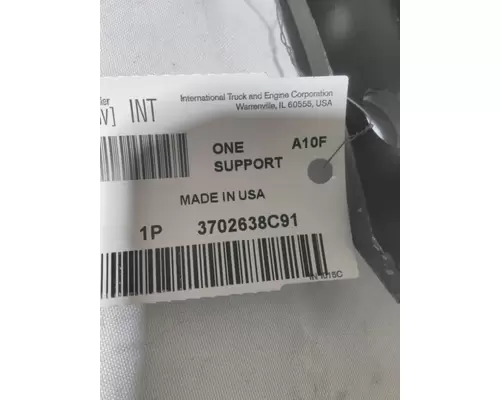 V] INT
International Truck and Engine Corporation
Warrenville, IL 60555, USA
ONE
SUPPORT
A10F
MADE IN USA
1P 3702638C91